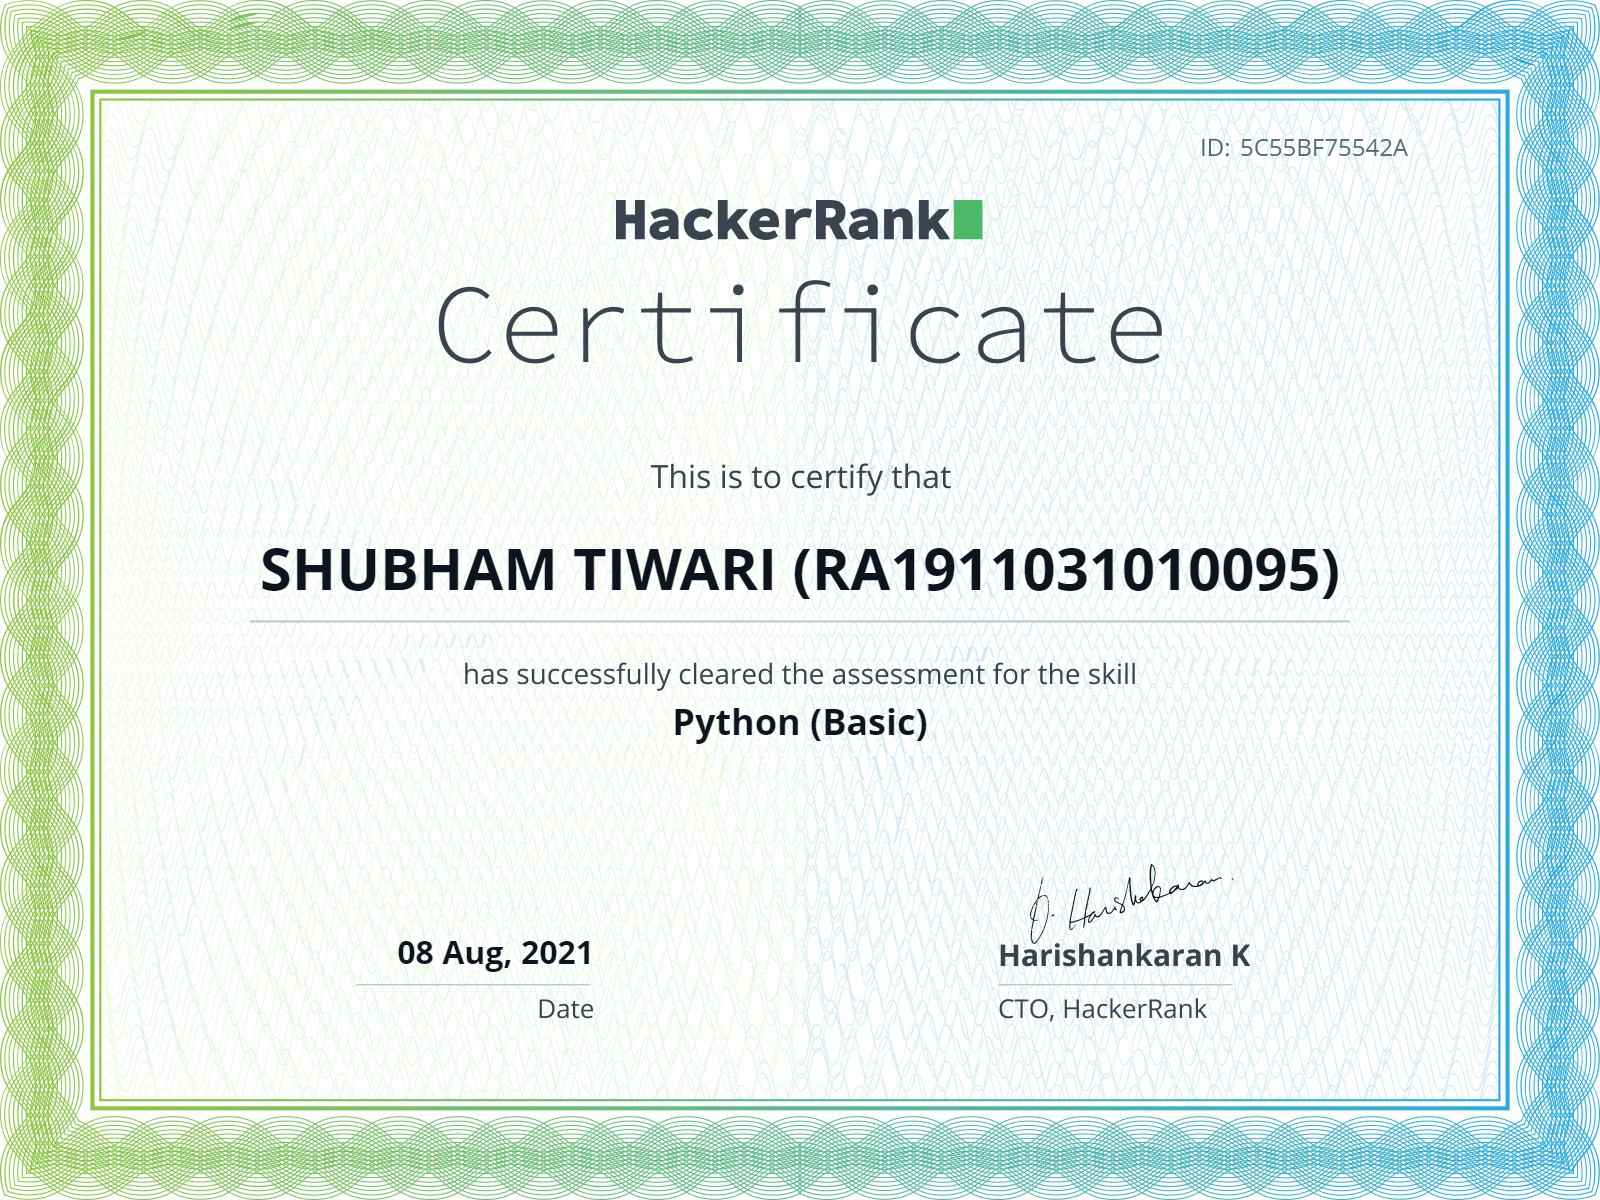 ID: 5C55BF75542A
HackerRank
Certificate
This is to certify that
SHUBHAM TIWARI (RA1911031010095)
has successfully cleared the assessment for the skill
Python (Basic)
J. Harishankaran
08 Aug, 2021
Harishankaran K
Date
CTO, HackerRank